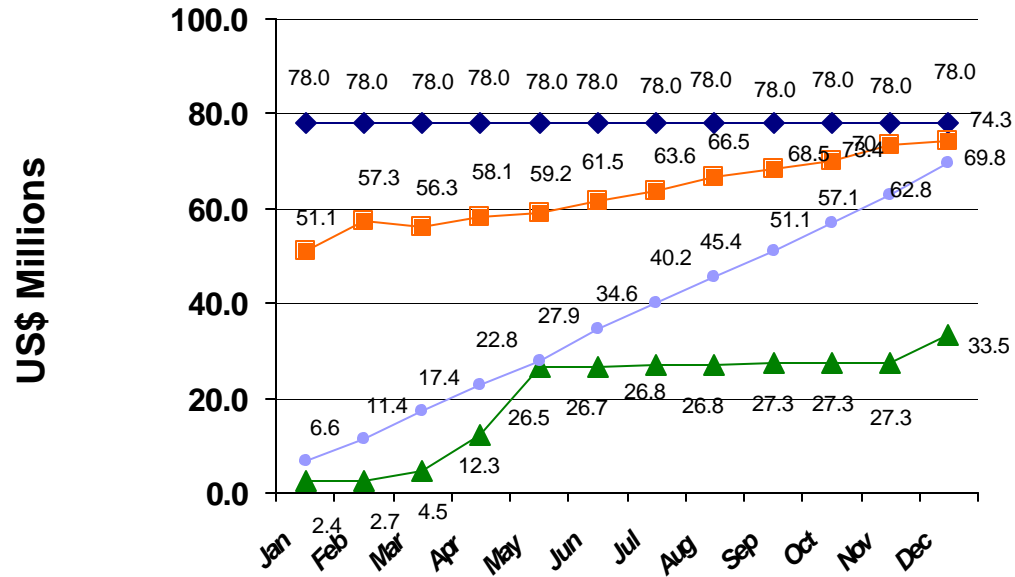 US$ Millions
100.0
80.0
60.0
40.0
20.0
0.0
78.0 78.0 78.0 78.0 78.0 78.0 78.0 78.0 78.0 78.0 78.0 78.0
51.1 57.3 56.3 58.1 59.2 61.5 63.6 66.5 68.5 70. 73.4 74.3
6.6 11.4 17.4 22.8 27.9 34.6 40.2 45.4 51.1 57.1 62.8 69.8
2.4 2.7 4.5 12.3 26.5 26.7 26.8 26.8 27.3 27.3 27.3 33.5
Jan Feb Mar Apr May Jun Jul Aug Sep Oct Nov Dec